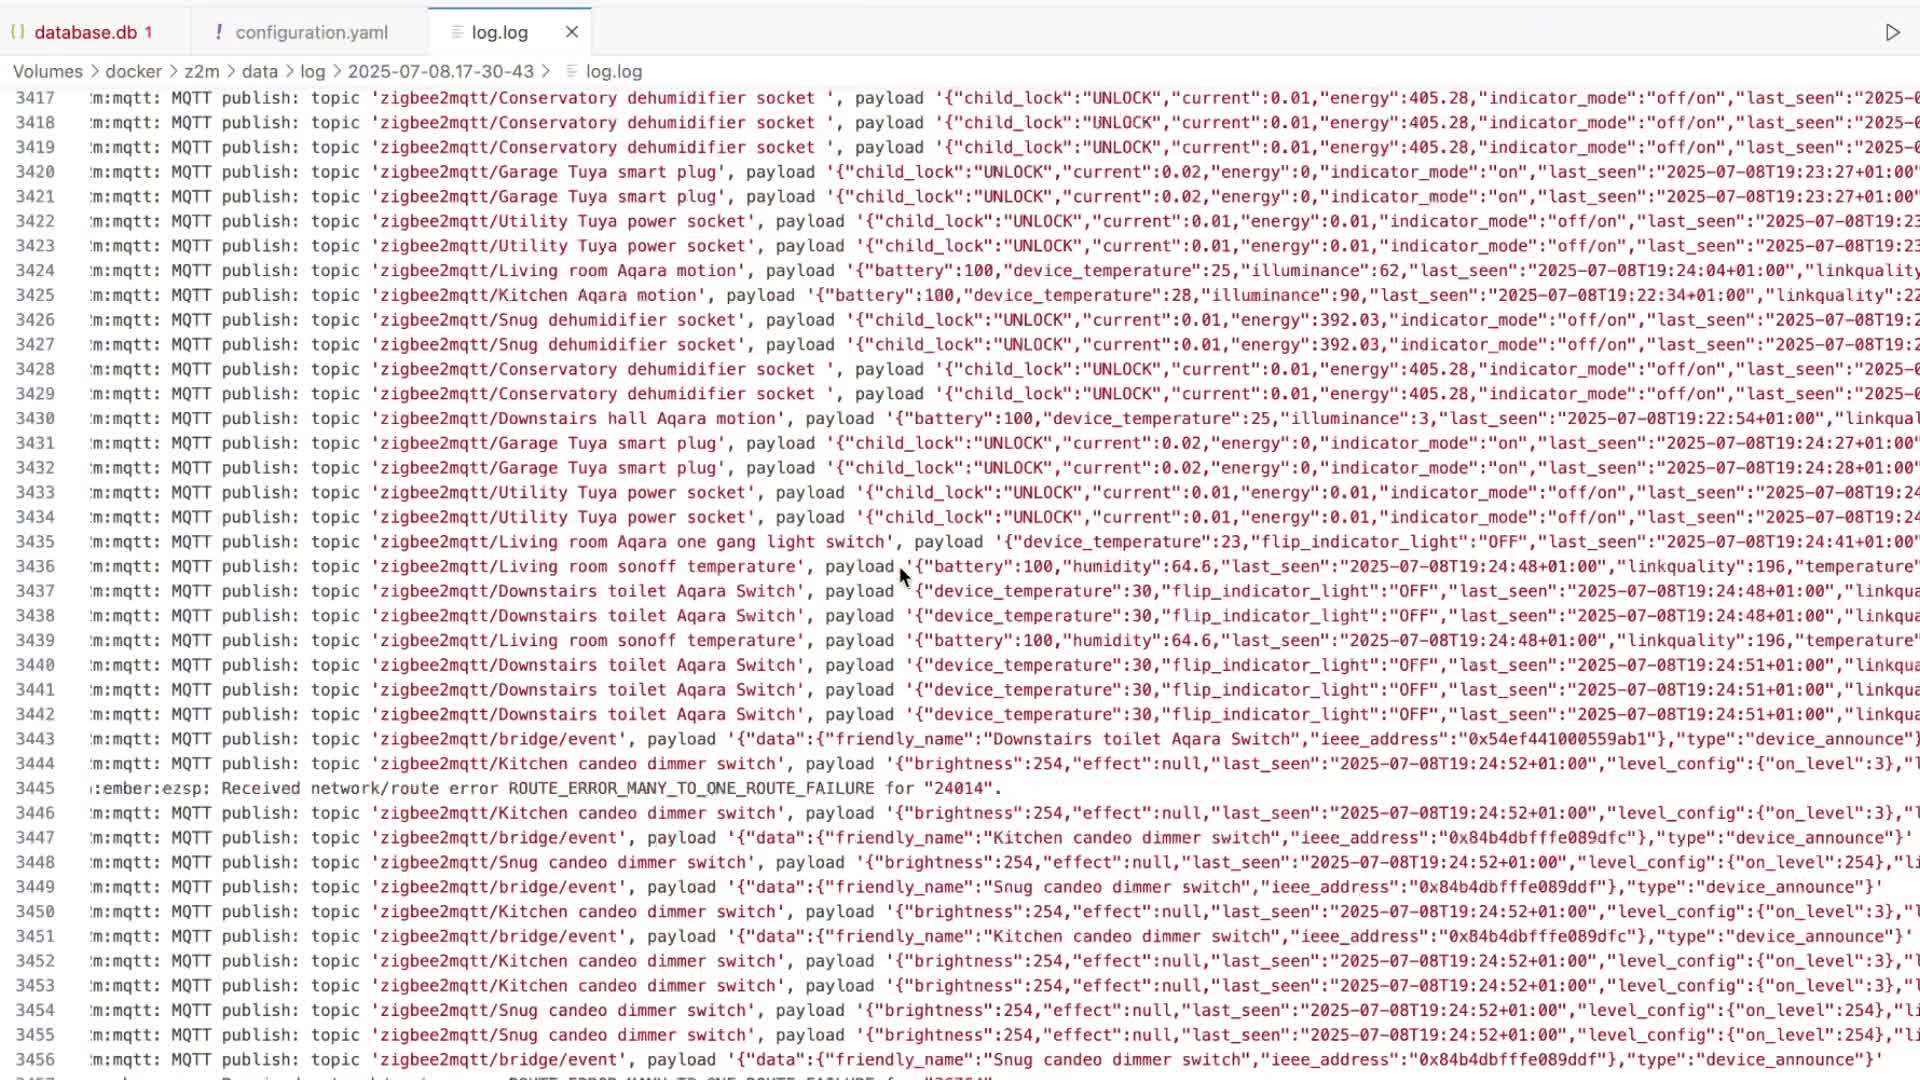 database.db 1
configuration.yaml
log.log
Volumes > docker > z2m > data > log > 2025-07-08.17-30-43 > log.log
3417 m:mqtt: MQTT publish: topic 'zigbee2mqtt/Conservatory dehumidifier socket ', payload '{"child_lock":"UNLOCK","current":0.01,"energy":405.28,"indicator_mode":"off/on","last_seen":"2025-0
3418 m:mqtt: MQTT publish: topic 'zigbee2mqtt/Conservatory dehumidifier socket ', payload '{"child_lock":"UNLOCK","current":0.01,"energy":405.28,"indicator_mode":"off/on","last_seen":"2025-0
3419 m:mqtt: MQTT publish: topic 'zigbee2mqtt/Conservatory dehumidifier socket ', payload '{"child_lock":"UNLOCK","current":0.01,"energy":405.28,"indicator_mode":"off/on","last_seen":"2025-0
3420 m:mqtt: MQTT publish: topic 'zigbee2mqtt/Garage Tuya smart plug', payload '{"child_lock":"UNLOCK","current":0.02,"energy":0,"indicator_mode":"on","last_seen":"2025-07-08T19:23:27+01:00"
3421 m:mqtt: MQTT publish: topic 'zigbee2mqtt/Garage Tuya smart plug', payload '{"child_lock":"UNLOCK","current":0.02,"energy":0,"indicator_mode":"on","last_seen":"2025-07-08T19:23:27+01:00"
3422 m:mqtt: MQTT publish: topic 'zigbee2mqtt/Utility Tuya power socket', payload '{"child_lock":"UNLOCK","current":0.01,"energy":0.01,"indicator_mode":"off/on","last_seen":"2025-07-08T19:23
3423 m:mqtt: MQTT publish: topic 'zigbee2mqtt/Utility Tuya power socket', payload '{"child_lock":"UNLOCK","current":0.01,"energy":0.01,"indicator_mode":"off/on","last_seen":"2025-07-08T19:23
3424 m:mqtt: MQTT publish: topic 'zigbee2mqtt/Living room Aqara motion', payload '{"battery":100,"device_temperature":25,"illuminance":62,"last_seen":"2025-07-08T19:24:04+01:00","linkquality
3425 m:mqtt: MQTT publish: topic 'zigbee2mqtt/Kitchen Aqara motion', payload '{"battery":100,"device_temperature":28,"illuminance":90,"last_seen":"2025-07-08T19:22:34+01:00","linkquality":22
3426 m:mqtt: MQTT publish: topic 'zigbee2mqtt/Snug dehumidifier socket', payload '{"child_lock":"UNLOCK","current":0.01,"energy":392.03,"indicator_mode":"off/on","last_seen":"2025-07-08T19:2
3427 m:mqtt: MQTT publish: topic 'zigbee2mqtt/Snug dehumidifier socket', payload '{"child_lock":"UNLOCK","current":0.01,"energy":392.03,"indicator_mode":"off/on","last_seen":"2025-07-08T19:2
3428 m:mqtt: MQTT publish: topic 'zigbee2mqtt/Conservatory dehumidifier socket ', payload '{"child_lock":"UNLOCK","current":0.01,"energy":405.28,"indicator_mode":"off/on","last_seen":"2025-0
3429 m:mqtt: MQTT publish: topic 'zigbee2mqtt/Conservatory dehumidifier socket ', payload '{"child_lock":"UNLOCK","current":0.01,"energy":405.28,"indicator_mode":"off/on","last_seen":"2025-0
3430 m:mqtt: MQTT publish: topic 'zigbee2mqtt/Downstairs hall Aqara motion', payload '{"battery":100,"device_temperature":25,"illuminance":3,"last_seen":"2025-07-08T19:22:54+01:00","linkqual
3431 m:mqtt: MQTT publish: topic 'zigbee2mqtt/Garage Tuya smart plug', payload '{"child_lock":"UNLOCK","current":0.02,"energy":0,"indicator_mode":"on","last_seen":"2025-07-08T19:24:27+01:00"
3432 m:mqtt: MQTT publish: topic 'zigbee2mqtt/Garage Tuya smart plug', payload '{"child_lock":"UNLOCK","current":0.02,"energy":0,"indicator_mode":"on","last_seen":"2025-07-08T19:24:28+01:00"
3433 m:mqtt: MQTT publish: topic 'zigbee2mqtt/Utility Tuya power socket', payload '{"child_lock":"UNLOCK","current":0.01,"energy":0.01,"indicator_mode":"off/on","last_seen":"2025-07-08T19:24
3434 m:mqtt: MQTT publish: topic 'zigbee2mqtt/Utility Tuya power socket', payload '{"child_lock":"UNLOCK","current":0.01,"energy":0.01,"indicator_mode":"off/on","last_seen":"2025-07-08T19:24
3435 m:mqtt: MQTT publish: topic 'zigbee2mqtt/Living room Aqara one gang light switch', payload '{"device_temperature":23,"flip_indicator_light":"OFF","last_seen":"2025-07-08T19:24:41+01:00"
3436 m:mqtt: MQTT publish: topic 'zigbee2mqtt/Living room sonoff temperature', payload '{"battery":100,"humidity":64.6,"last_seen":"2025-07-08T19:24:48+01:00","linkquality":196,"temperature"
3437 m:mqtt: MQTT publish: topic 'zigbee2mqtt/Downstairs toilet Aqara Switch', payload '{"device_temperature":30,"flip_indicator_light":"OFF","last_seen":"2025-07-08T19:24:48+01:00","linkqua
3438 m:mqtt: MQTT publish: topic 'zigbee2mqtt/Downstairs toilet Aqara Switch', payload '{"device_temperature":30,"flip_indicator_light":"OFF","last_seen":"2025-07-08T19:24:48+01:00","linkqua
3439 m:mqtt: MQTT publish: topic 'zigbee2mqtt/Living room sonoff temperature', payload '{"battery":100,"humidity":64.6,"last_seen":"2025-07-08T19:24:48+01:00","linkquality":196,"temperature"
3440 m:mqtt: MQTT publish: topic 'zigbee2mqtt/Downstairs toilet Aqara Switch', payload '{"device_temperature":30,"flip_indicator_light":"OFF","last_seen":"2025-07-08T19:24:51+01:00","linkqua
3441 m:mqtt: MQTT publish: topic 'zigbee2mqtt/Downstairs toilet Aqara Switch', payload '{"device_temperature":30,"flip_indicator_light":"OFF","last_seen":"2025-07-08T19:24:51+01:00","linkqua
3442 m:mqtt: MQTT publish: topic 'zigbee2mqtt/Downstairs toilet Aqara Switch', payload '{"device_temperature":30,"flip_indicator_light":"OFF","last_seen":"2025-07-08T19:24:51+01:00","linkqua
3443 m:mqtt: MQTT publish: topic 'zigbee2mqtt/bridge/event', payload '{"data":{"friendly_name":"Downstairs toilet Aqara Switch","ieee_address":"0x54ef441000559ab1"},"type":"device_announce"}
3444 m:mqtt: MQTT publish: topic 'zigbee2mqtt/Kitchen candeo dimmer switch', payload '{"brightness":254,"effect":null,"last_seen":"2025-07-08T19:24:52+01:00","level_config":{"on_level":3},"l
3445 :ember:ezsp: Received network/route error ROUTE_ERROR_MANY_TO_ONE_ROUTE_FAILURE for "24014".
3446 m:mqtt: MQTT publish: topic 'zigbee2mqtt/Kitchen candeo dimmer switch', payload '{"brightness":254,"effect":null,"last_seen":"2025-07-08T19:24:52+01:00","level_config":{"on_level":3},"l
3447 m:mqtt: MQTT publish: topic 'zigbee2mqtt/bridge/event', payload '{"data":{"friendly_name":"Kitchen candeo dimmer switch","ieee_address":"0x84b4dbfffe089dfc"},"type":"device_announce"}'
3448 m:mqtt: MQTT publish: topic 'zigbee2mqtt/Snug candeo dimmer switch', payload '{"brightness":254,"effect":null,"last_seen":"2025-07-08T19:24:52+01:00","level_config":{"on_level":254},"li
3449 m:mqtt: MQTT publish: topic 'zigbee2mqtt/bridge/event', payload '{"data":{"friendly_name":"Snug candeo dimmer switch","ieee_address":"0x84b4dbfffe089ddf"},"type":"device_announce"}'
3450 m:mqtt: MQTT publish: topic 'zigbee2mqtt/Kitchen candeo dimmer switch', payload '{"brightness":254,"effect":null,"last_seen":"2025-07-08T19:24:52+01:00","level_config":{"on_level":3},"l
3451 m:mqtt: MQTT publish: topic 'zigbee2mqtt/bridge/event', payload '{"data":{"friendly_name":"Kitchen candeo dimmer switch","ieee_address":"0x84b4dbfffe089dfc"},"type":"device_announce"}'
3452 m:mqtt: MQTT publish: topic 'zigbee2mqtt/Kitchen candeo dimmer switch', payload '{"brightness":254,"effect":null,"last_seen":"2025-07-08T19:24:52+01:00","level_config":{"on_level":3},"l
3453 m:mqtt: MQTT publish: topic 'zigbee2mqtt/Kitchen candeo dimmer switch', payload '{"brightness":254,"effect":null,"last_seen":"2025-07-08T19:24:52+01:00","level_config":{"on_level":3},"l
3454 m:mqtt: MQTT publish: topic 'zigbee2mqtt/Snug candeo dimmer switch', payload '{"brightness":254,"effect":null,"last_seen":"2025-07-08T19:24:52+01:00","level_config":{"on_level":254},"li
3455 m:mqtt: MQTT publish: topic 'zigbee2mqtt/Snug candeo dimmer switch', payload '{"brightness":254,"effect":null,"last_seen":"2025-07-08T19:24:52+01:00","level_config":{"on_level":254},"li
3456 m:mqtt: MQTT publish: topic 'zigbee2mqtt/bridge/event', payload '{"data":{"friendly_name":"Snug candeo dimmer switch","ieee_address":"0x84b4dbfffe089ddf"},"type":"device_announce"}'